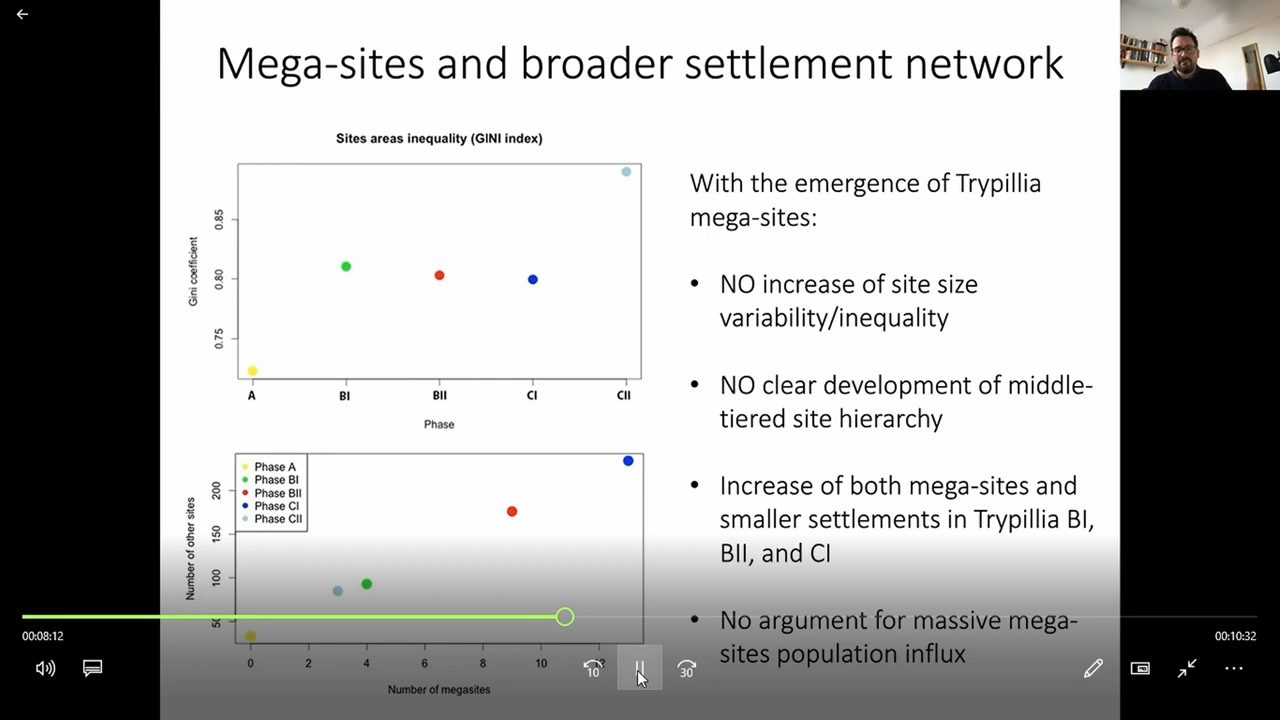 Mega-sites and broader settlement network
Sites areas inequality (GINI index)
Gini coefficient
0.85
0.80
0.75
A BI BII CI CII
Phase
Phase A
Phase BI
Phase BII
Phase CI
Phase CII
Number of other sites
200
150
100
50
0 2 4 6 8 10 12
Number of megasites
With the emergence of Trypillia
mega-sites:
• NO increase of site size
variability/inequality
• NO clear development of middle-
tiered site hierarchy
• Increase of both mega-sites and
smaller settlements in Trypillia BI,
BII, and CI
• No argument for massive mega-
sites population influx
00:08:12
00:10:32
10
30